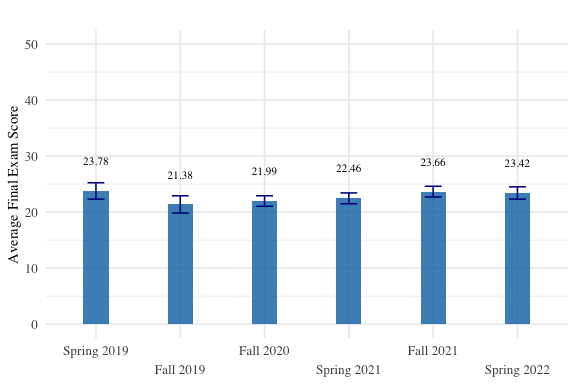 Average Final Exam Score
50
40
30
20
10
0
23.78
21.38
21.99
22.46
23.66
23.42
Spring 2019
Fall 2019
Fall 2020
Spring 2021
Fall 2021
Spring 2022